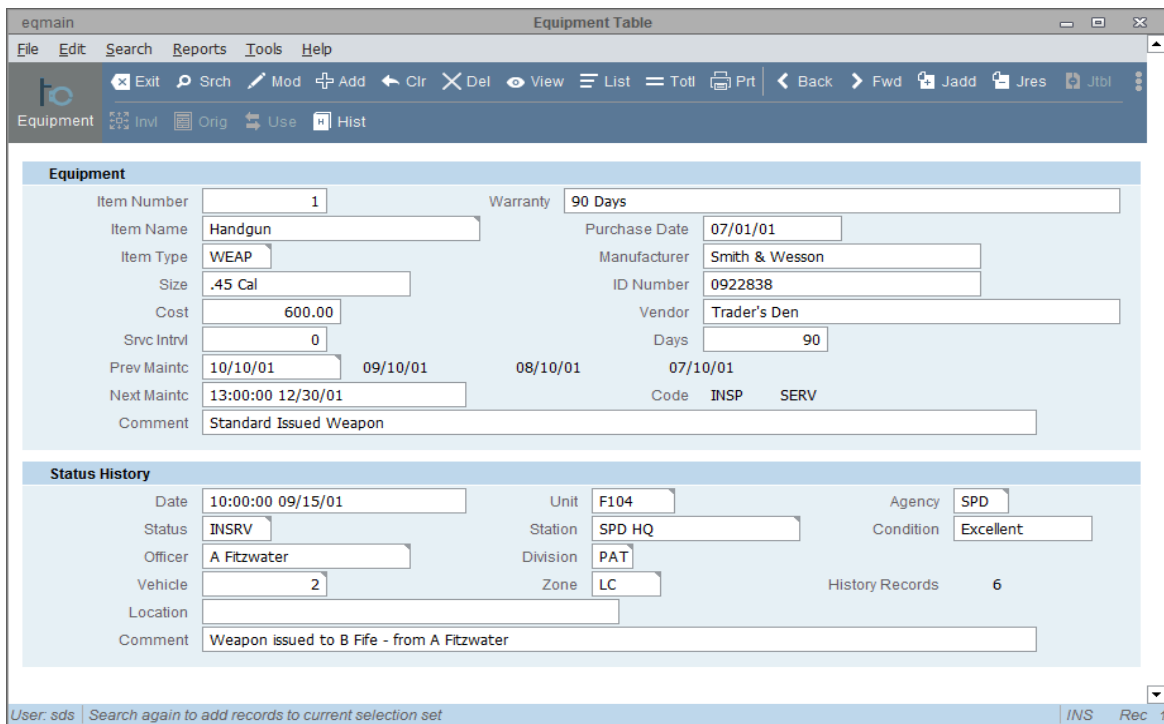 eqmain Equipment Table
File Edit Search Reports Tools Help
Exit Srch Mod Add Clr Del View List Totl Prt Back Fwd Jadd Jres Jtbl
Equipment Invl Orig Use Hist
Equipment
Item Number 1 Warranty 90 Days
Item Name Handgun Purchase Date 07/01/01
Item Type WEAP Manufacturer Smith & Wesson
Size .45 Cal ID Number 0922838
Cost 600.00 Vendor Trader's Den
Srvc Intrvl 0 Days 90
Prev Maintc 10/10/01 09/10/01 08/10/01 07/10/01
Next Maintc 13:00:00 12/30/01 Code INSP SERV
Comment Standard Issued Weapon
Status History
Date 10:00:00 09/15/01 Unit F104 Agency SPD
Status INSRV Station SPD HQ Condition Excellent
Officer A Fitzwater Division PAT
Vehicle 2 Zone LC History Records 6
Location
Comment Weapon issued to B Fife - from A Fitzwater
User: sds Search again to add records to current selection set INS Rec